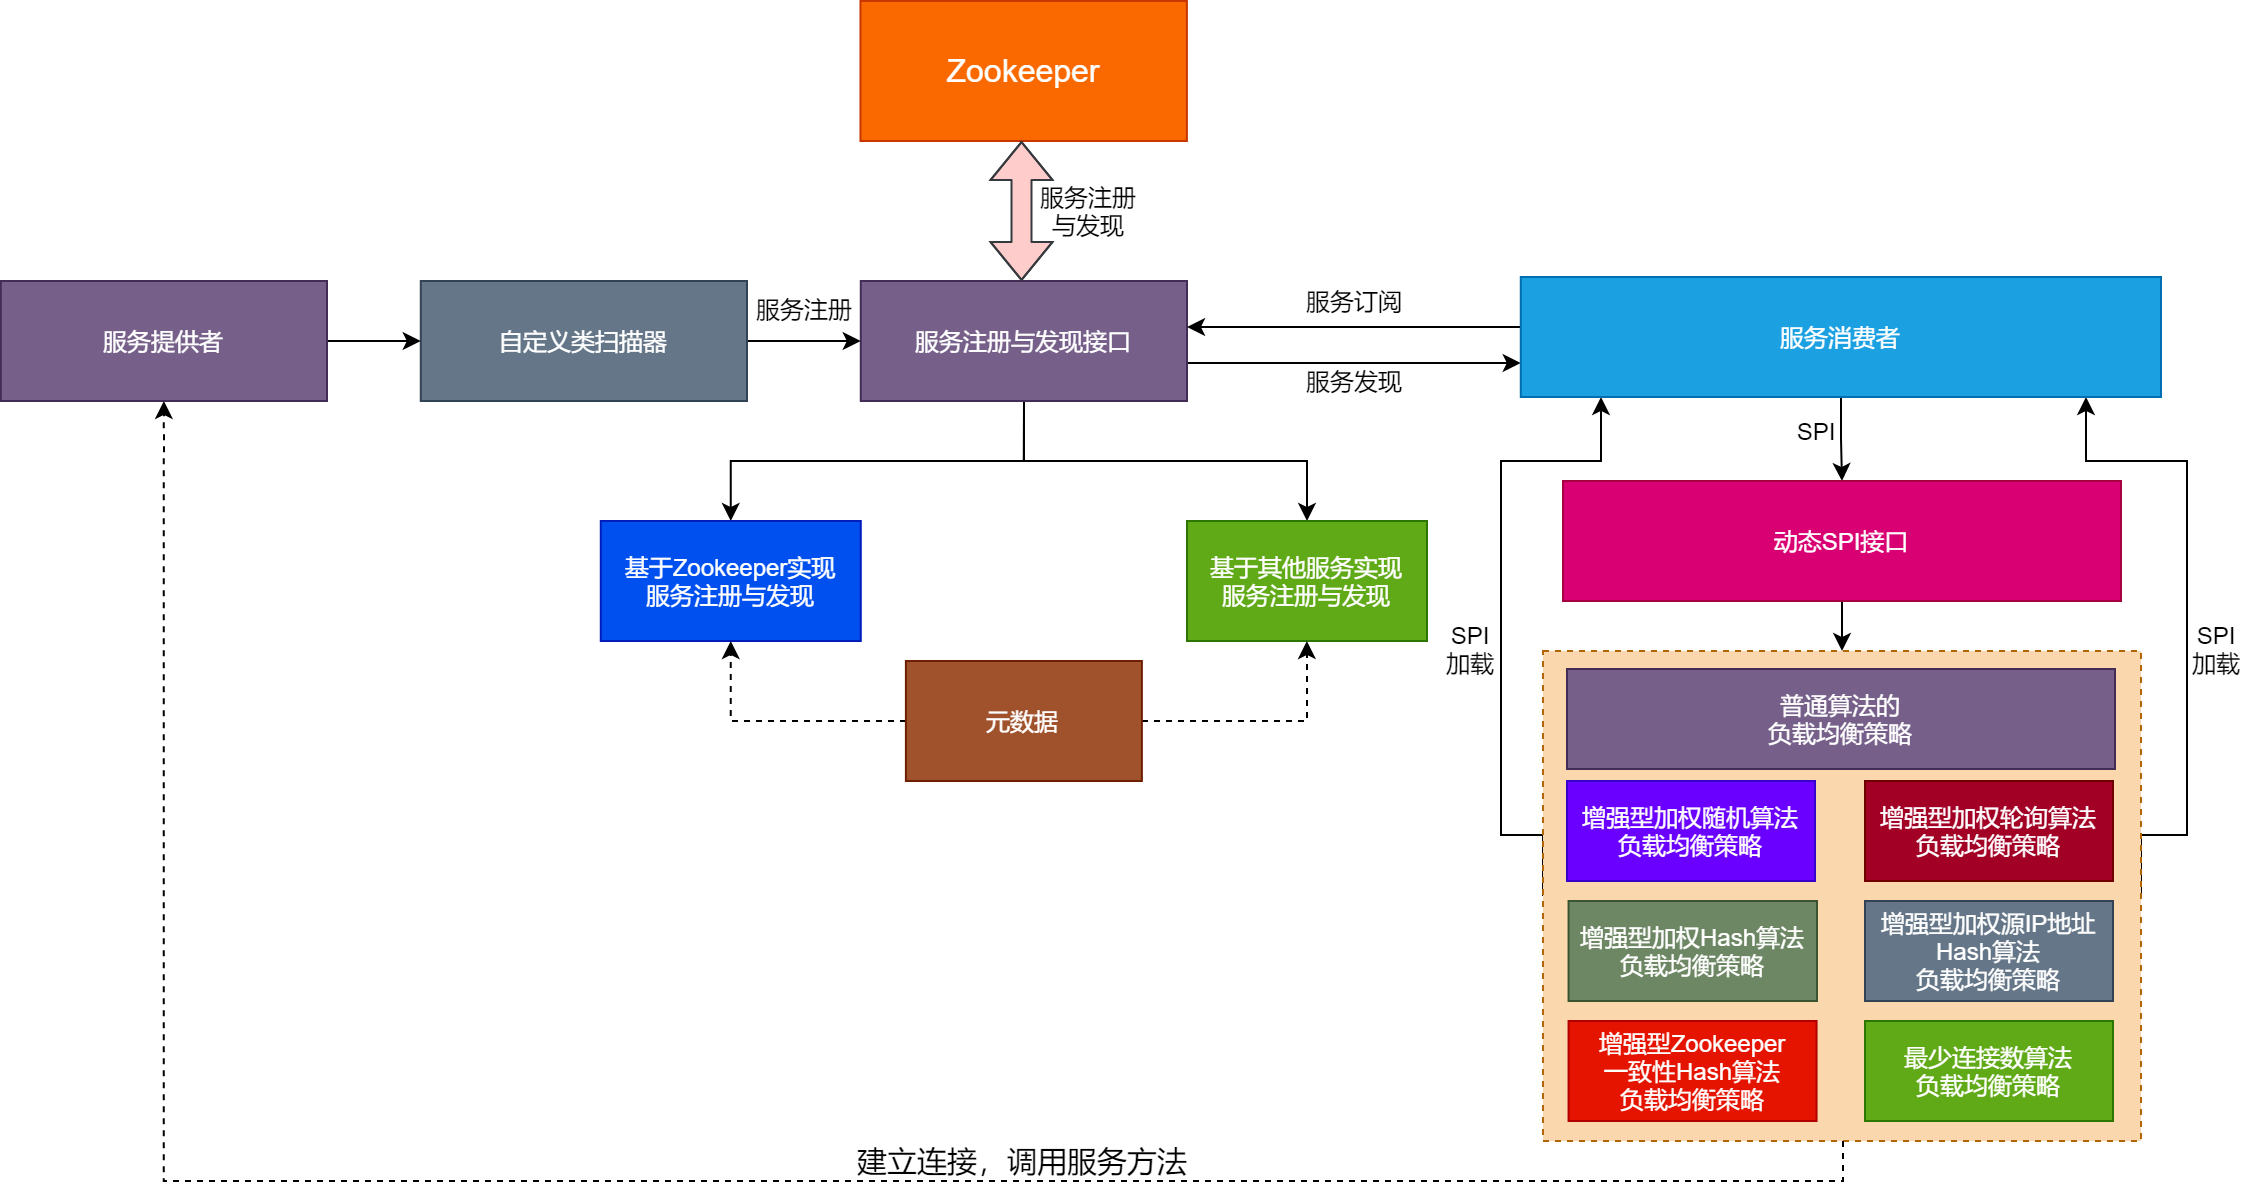 Zookeeper
服务注册
与发现
服务提供者
自定义类扫描器
服务注册
服务注册与发现接口
服务订阅
服务发现
服务消费者
SPI
动态SPI接口
基于Zookeeper实现
服务注册与发现
基于其他服务实现
服务注册与发现
元数据
SPI
加载
SPI
加载
普通算法的
负载均衡策略
增强型加权随机算法
负载均衡策略
增强型加权轮询算法
负载均衡策略
增强型加权Hash算法
负载均衡策略
增强型加权源IP地址
Hash算法
负载均衡策略
增强型Zookeeper
一致性Hash算法
负载均衡策略
最少连接数算法
负载均衡策略
建立连接，调用服务方法